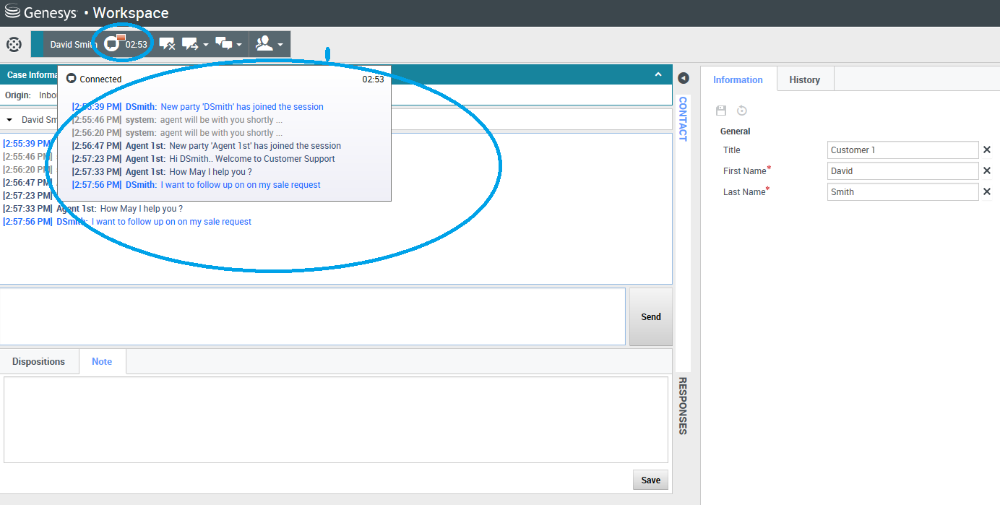 Genesys · Workspace
David Smith 02:53
Case Informa
Connected 02:53
Origin: Inbou
[2:55:39 PM] DSmith: New party 'DSmith' has joined the session
[2:55:46 PM] system: agent will be with you shortly ...
[2:56:20 PM] system: agent will be with you shortly ...
[2:56:47 PM] Agent 1st: New party 'Agent 1st' has joined the session
[2:57:23 PM] Agent 1st: Hi DSmith.. Welcome to Customer Support
[2:57:33 PM] Agent 1st: How May I help you ?
[2:57:56 PM] DSmith: I want to follow up on on my sale request
David Sm
[2:55:39 PM]
[2:55:46 PM]
[2:56:20 PM]
[2:56:47 PM]
[2:57:23 PM]
[2:57:33 PM] Agent 1st: How May I help you ?
[2:57:56 PM] DSmith: I want to follow up on on my sale request
Send
Dispositions Note
Save
CONTACT
RESPONSES
Information History
General
Title Customer 1
First Name* David
Last Name* Smith